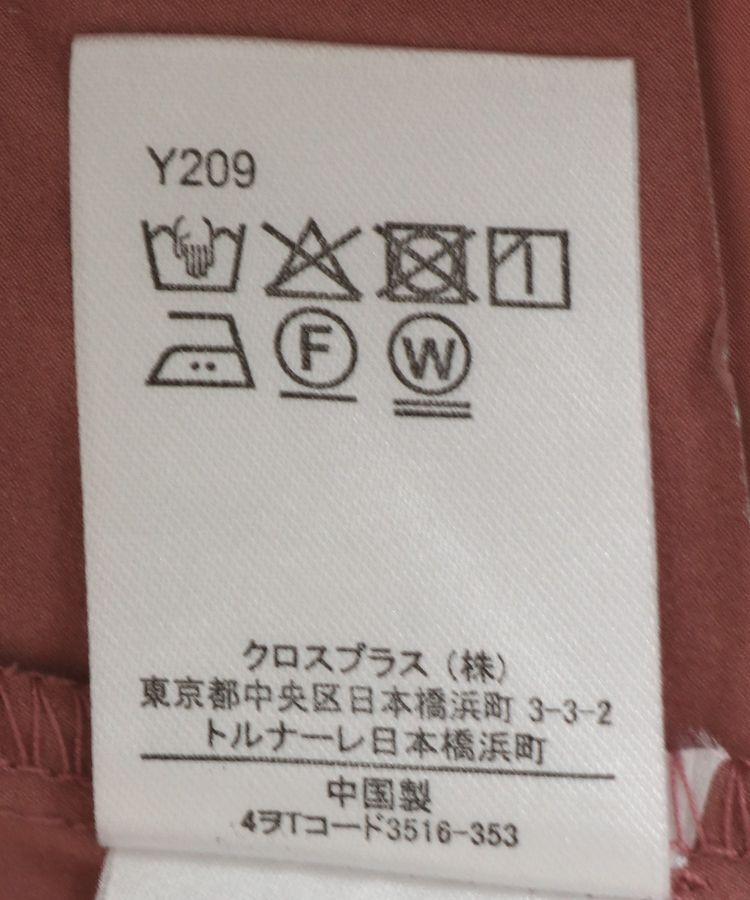 Y209
F W
クロスプラス（株）
東京都中央区日本橋浜町 3-3-2
トルナーレ日本橋浜町
中国製
4ヲTコード3516-353